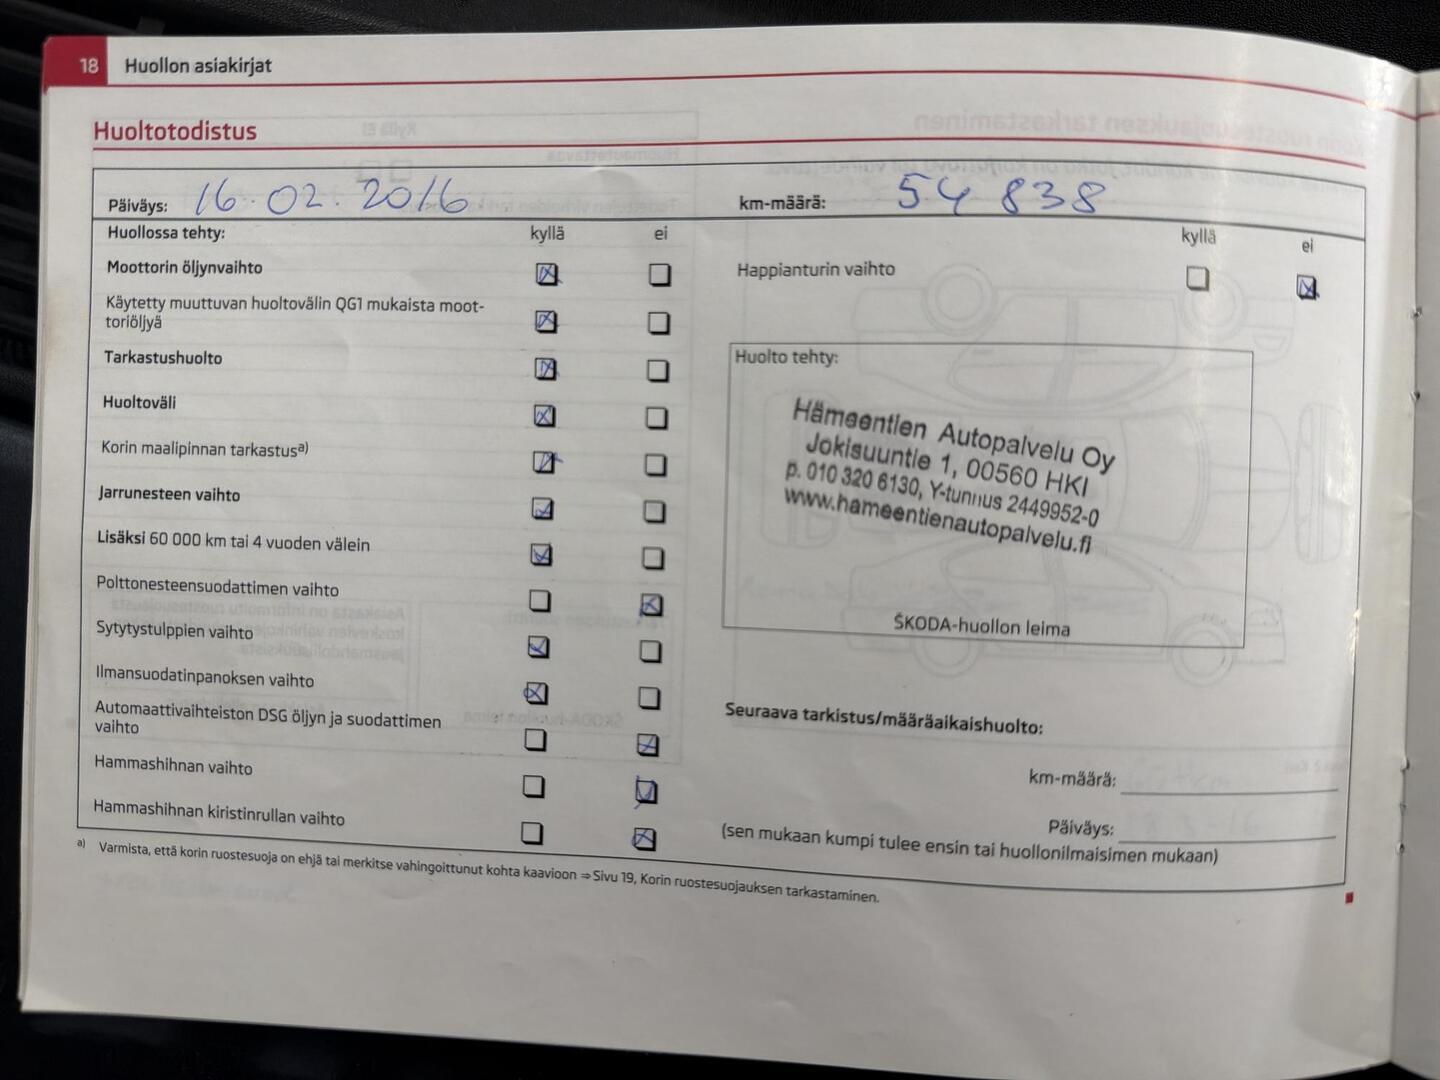 18 Huollon asiakirjat
Huoltotodistus
Päiväys: 16.02.2016
km-määrä: 54 838
Huollossa tehty: kyllä ei
Moottorin öljynvaihto
Käytetty muuttuvan huoltovälin QG1 mukaista moot-
toriöljyä
Tarkastushuolto
Huoltoväli
Korin maalipinnan tarkastusa)
Jarrunesteen vaihto
Lisäksi 60 000 km tai 4 vuoden välein
Polttonesteensuodattimen vaihto
Sytytystulppien vaihto
Ilmansuodatinpanoksen vaihto
Automaattivaihteiston DSG öljyn ja suodattimen
vaihto
Hammashihnan vaihto
Hammashihnan kiristinrullan vaihto
kyllä ei
Happianturin vaihto
Huolto tehty:
Hämeentien Autopalvelu Oy
Jokisuuntie 1, 00560 HKI
p. 010 320 6130, Y-tunnus 2449952-0
www.hameentienautopalvelu.fi
ŠKODA-huollon leima
Seuraava tarkistus/määräaikaishuolto:
km-määrä:
Päiväys:
(sen mukaan kumpi tulee ensin tai huollonilmaisimen mukaan)
a) Varmista, että korin ruostesuoja on ehjä tai merkitse vahingoittunut kohta kaavioon ⇒ Sivu 19, Korin ruostesuojauksen tarkastaminen.